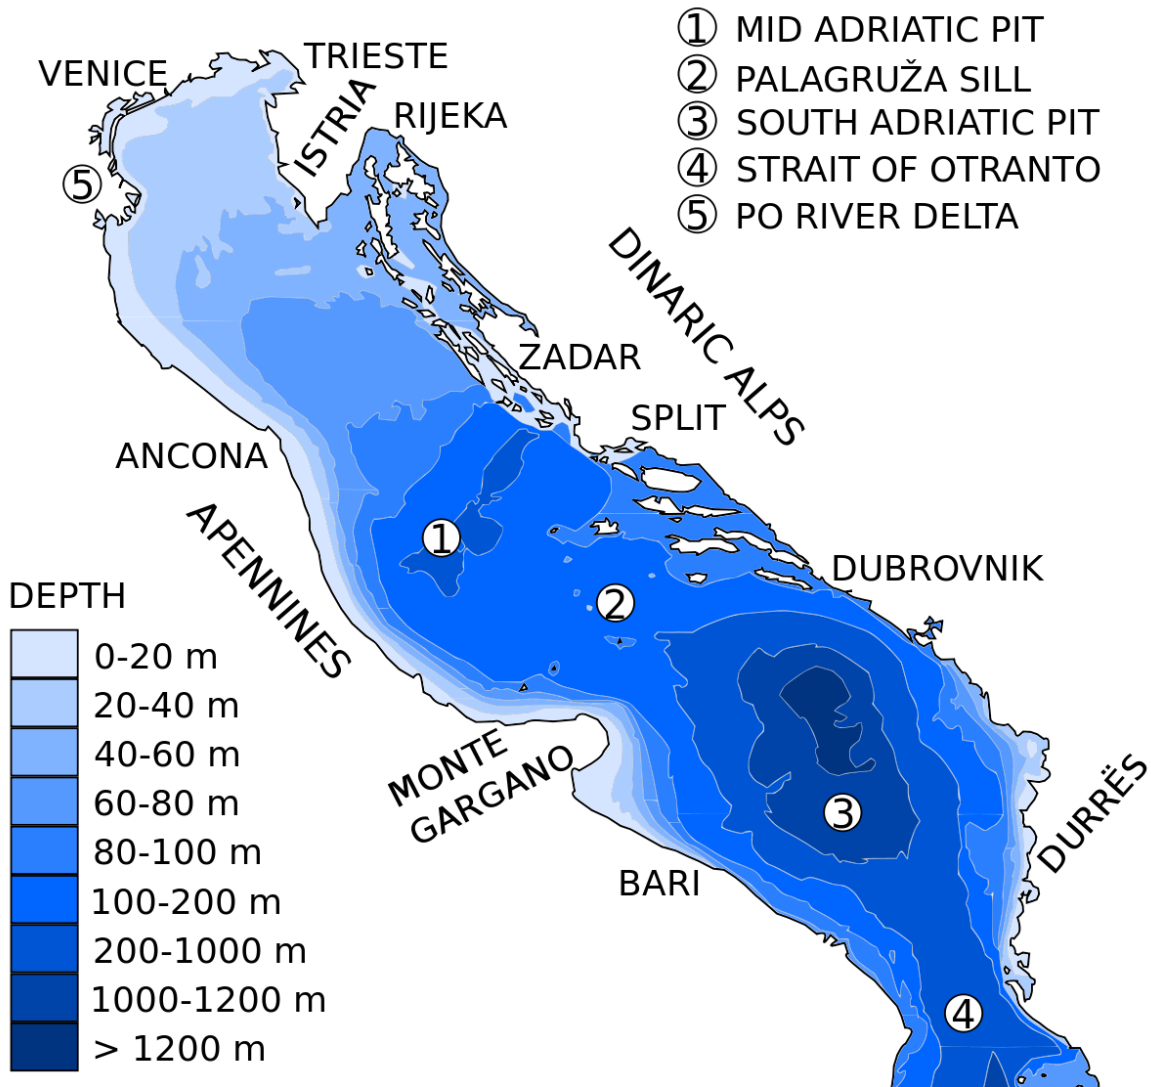 ① MID ADRIATIC PIT
② PALAGRUŽA SILL
③ SOUTH ADRIATIC PIT
④ STRAIT OF OTRANTO
⑤ PO RIVER DELTA
VENICE
TRIESTE
ISTRIA
RIJEKA
5
DINARIC ALPS
ZADAR
SPLIT
ANCONA
APENNINES
1
2
DUBROVNIK
MONTE
GARGANO
3
DURRËS
BARI
4
DEPTH
0-20 m
20-40 m
40-60 m
60-80 m
80-100 m
100-200 m
200-1000 m
1000-1200 m
> 1200 m